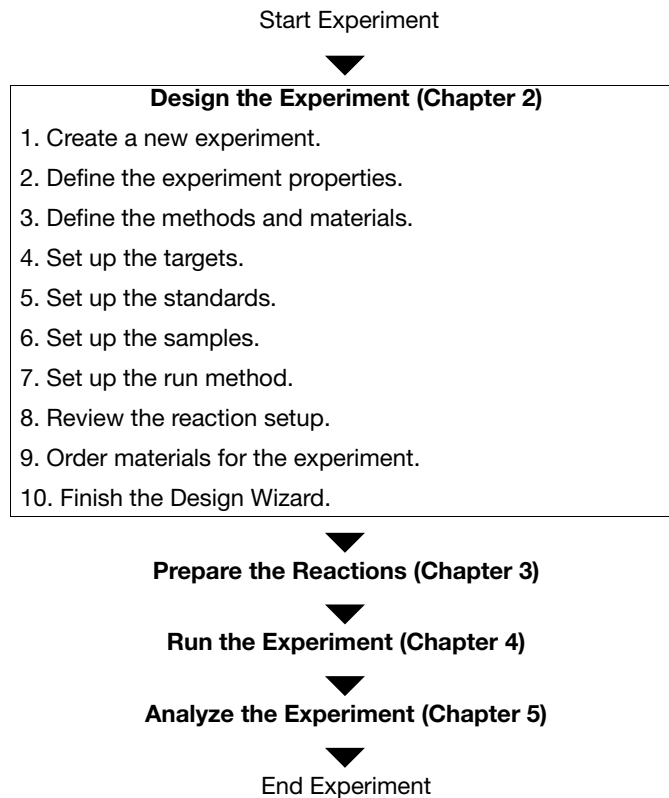 Start Experiment
Design the Experiment (Chapter 2)
1. Create a new experiment.
2. Define the experiment properties.
3. Define the methods and materials.
4. Set up the targets.
5. Set up the standards.
6. Set up the samples.
7. Set up the run method.
8. Review the reaction setup.
9. Order materials for the experiment.
10. Finish the Design Wizard.
Prepare the Reactions (Chapter 3)
Run the Experiment (Chapter 4)
Analyze the Experiment (Chapter 5)
End Experiment